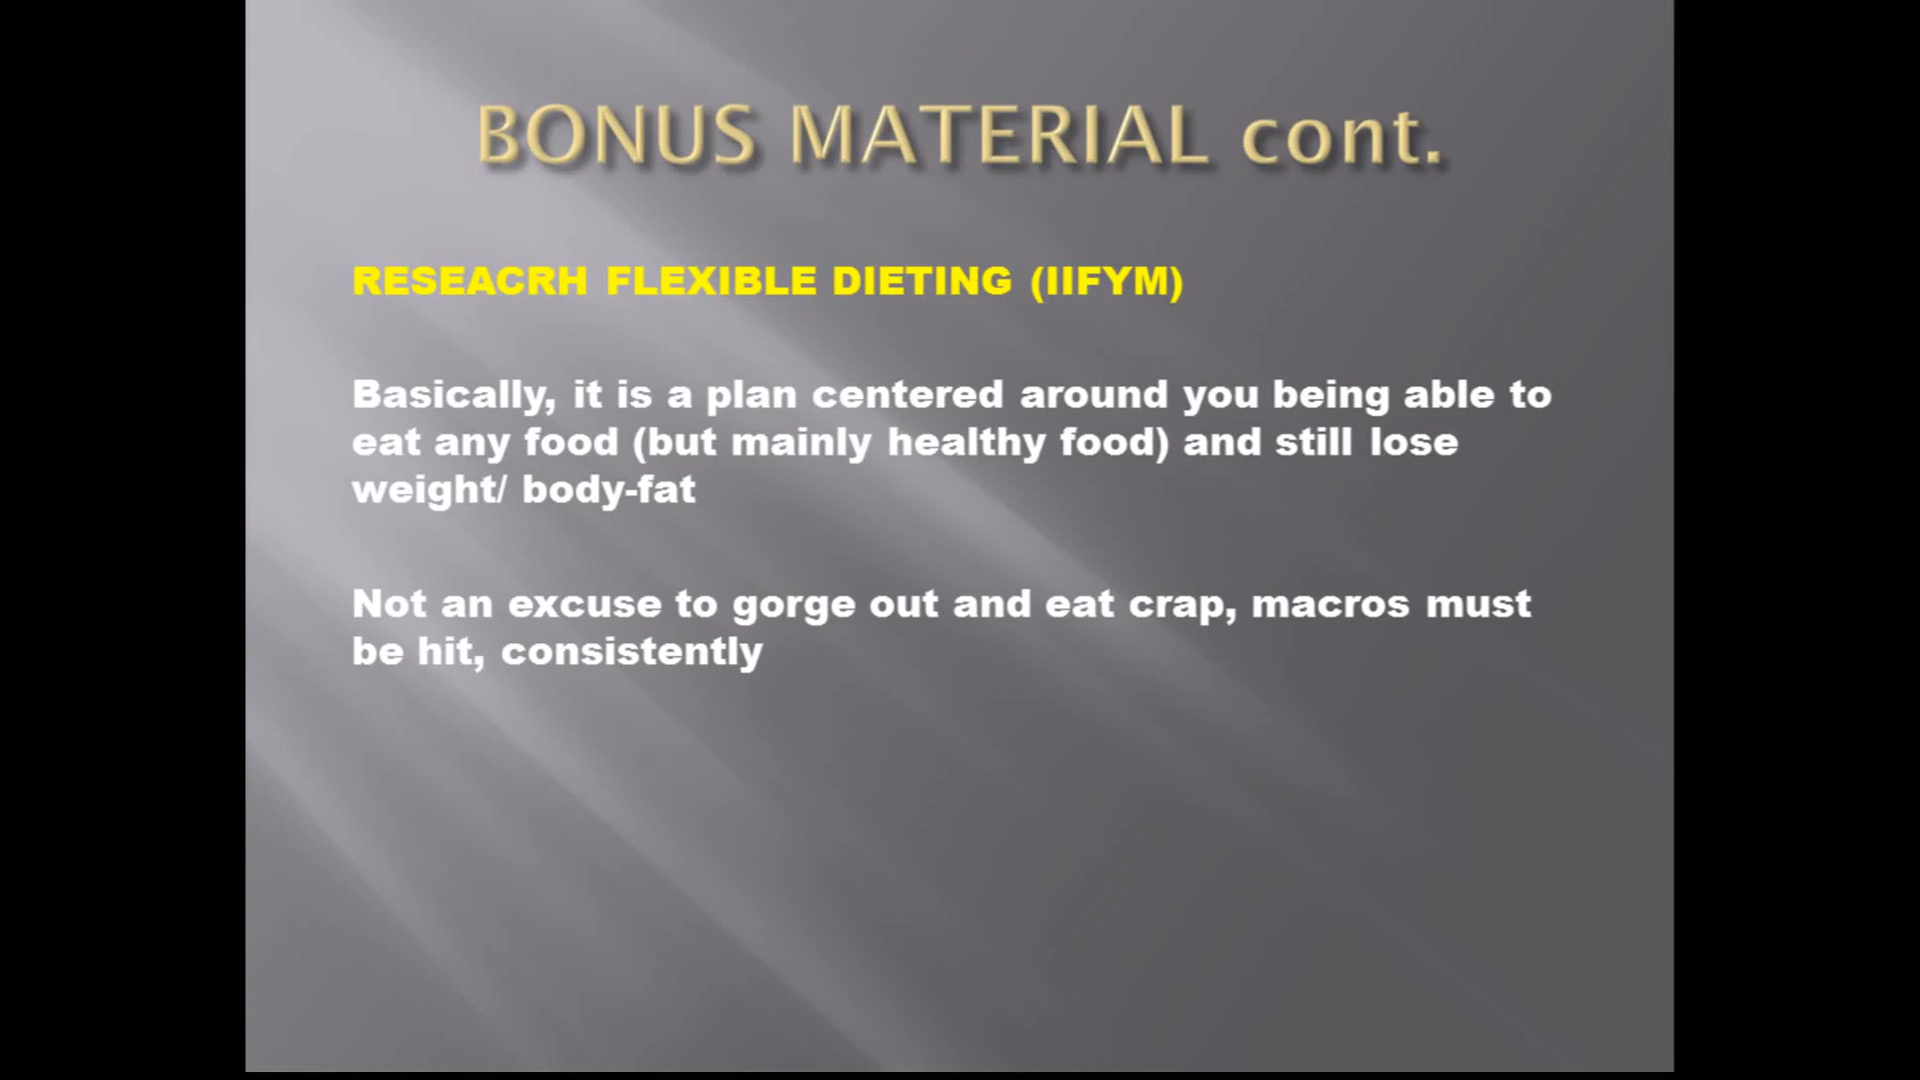 BONUS MATERIAL cont.
RESEACRH FLEXIBLE DIETING (IIFYM)
Basically, it is a plan centered around you being able to
eat any food (but mainly healthy food) and still lose
weight/ body-fat
Not an excuse to gorge out and eat crap, macros must
be hit, consistently